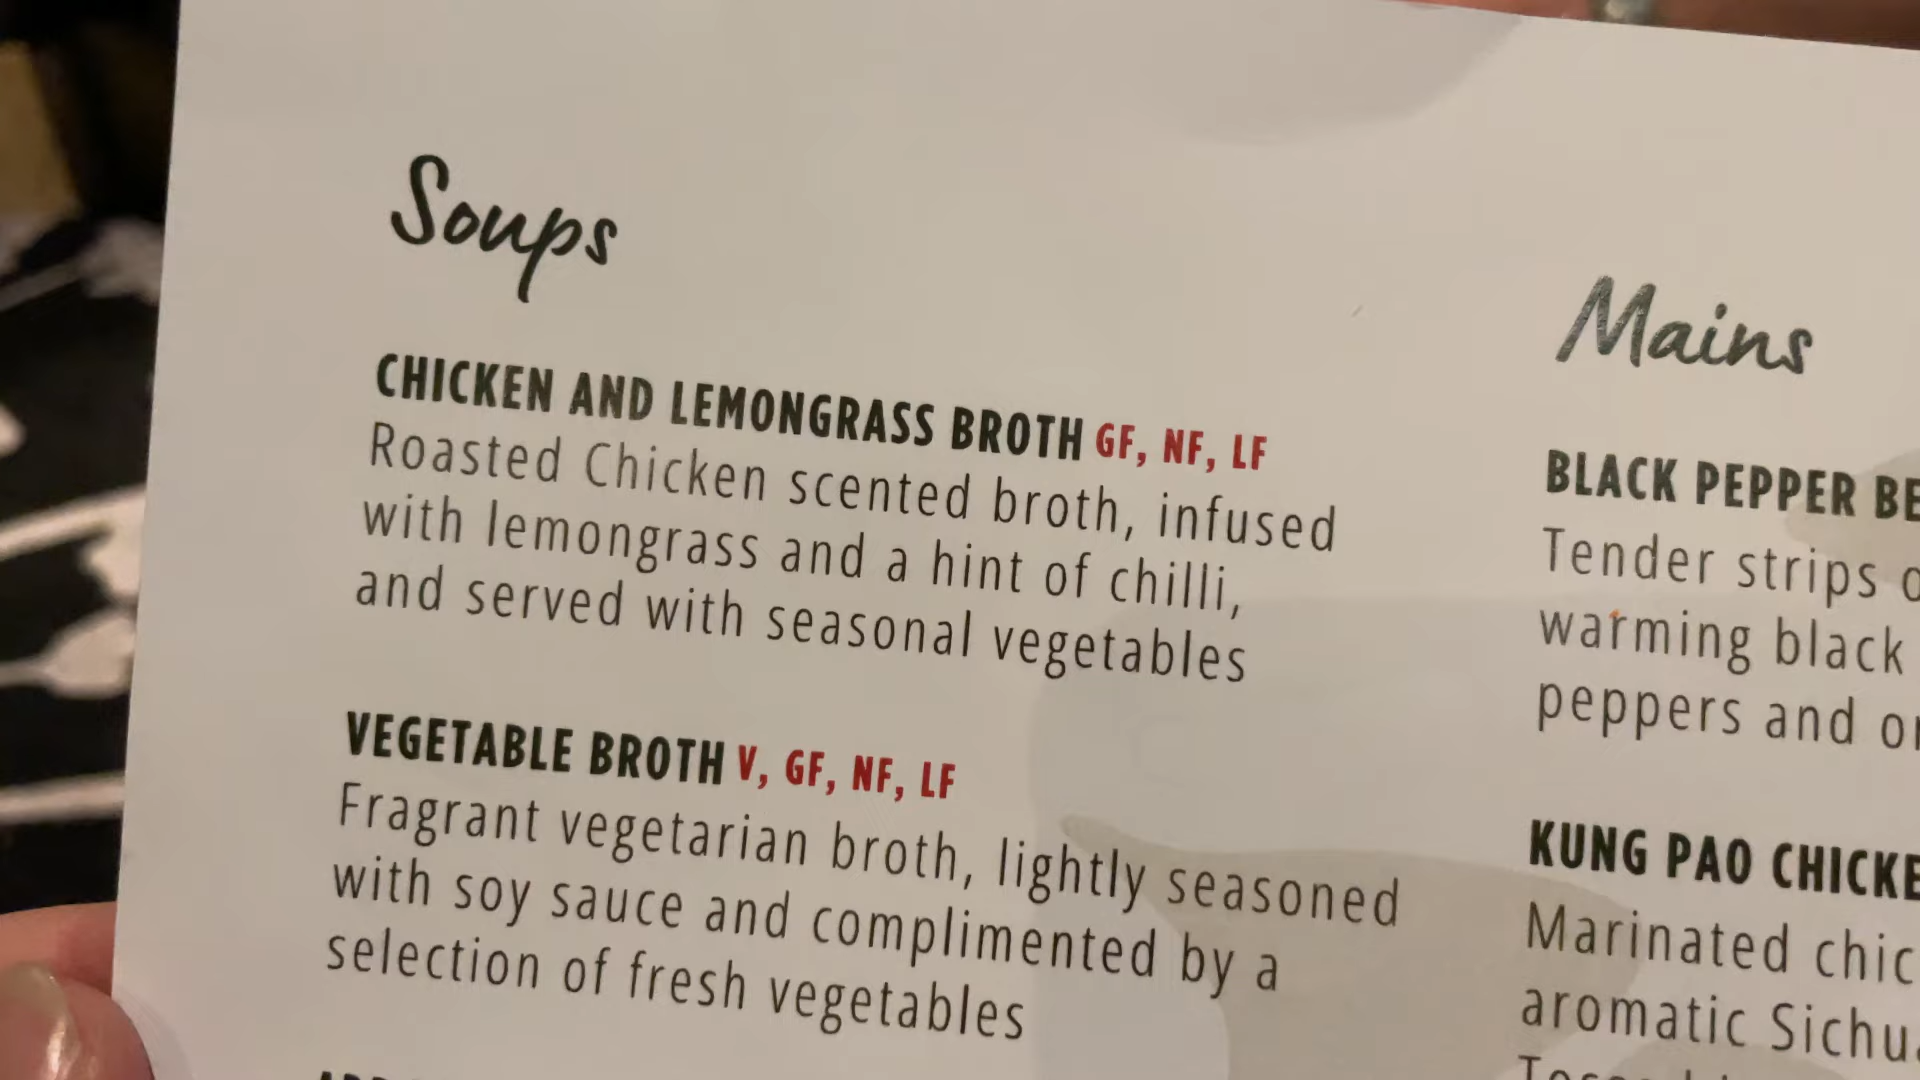 Soups
CHICKEN AND LEMONGRASS BROTH GF, NF, LF
Roasted Chicken scented broth, infused
with lemongrass and a hint of chilli,
and served with seasonal vegetables
VEGETABLE BROTH V, GF, NF, LF
Fragrant vegetarian broth, lightly seasoned
with soy sauce and complimented by a
selection of fresh vegetables
Mains
BLACK PEPPER
Tender strips
warming black
peppers and
KUNG PAO
Marinated
aromatic